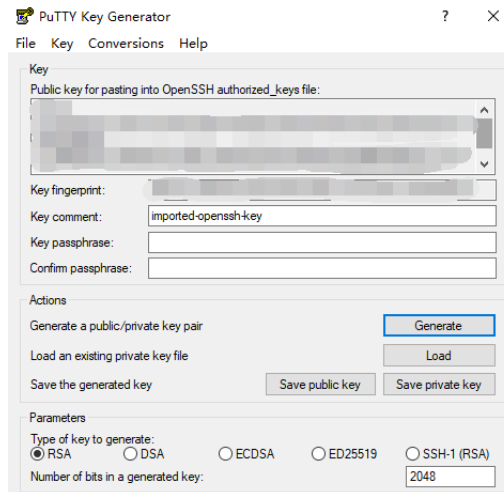 PuTTY Key Generator
File Key Conversions Help
Key
Public key for pasting into OpenSSH authorized_keys file:
Key fingerprint:
Key comment: imported-openssh-key
Key passphrase:
Confirm passphrase:
Actions
Generate a public/private key pair Generate
Load an existing private key file Load
Save the generated key Save public key Save private key
Parameters
Type of key to generate:
RSA DSA ECDSA ED25519 SSH-1 (RSA)
Number of bits in a generated key: 2048